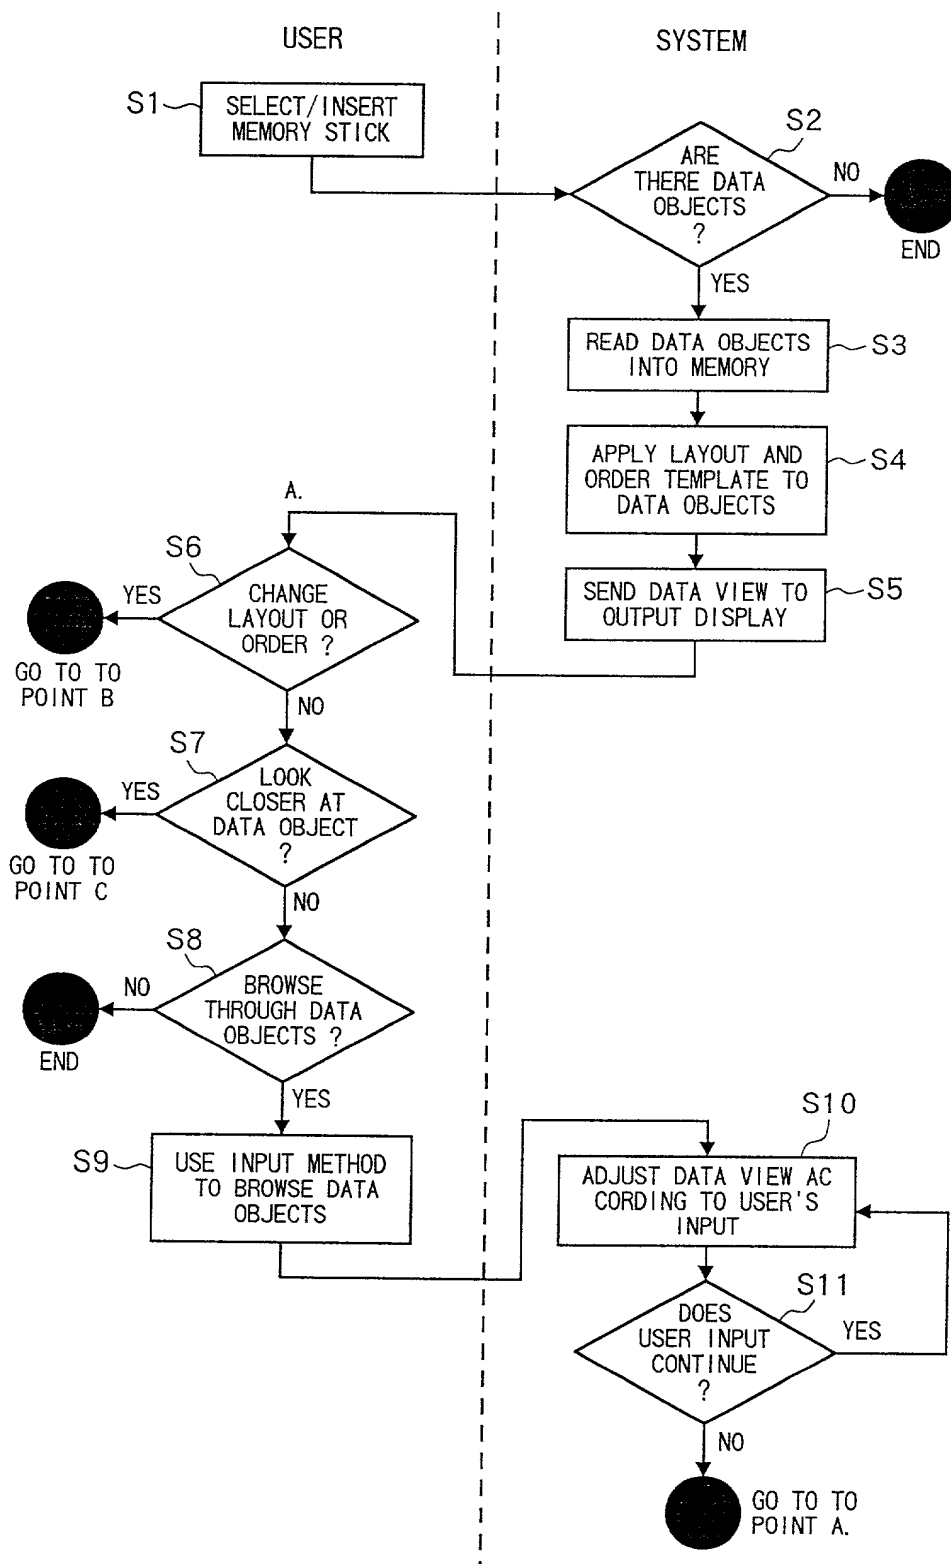 USER
SYSTEM
S1
SELECT/INSERT
MEMORY STICK
S2
ARE
THERE DATA
OBJECTS
?
NO
END
YES
S3
READ DATA OBJECTS
INTO MEMORY
S4
APPLY LAYOUT AND
ORDER TEMPLATE TO
DATA OBJECTS
S5
SEND DATA VIEW TO
OUTPUT DISPLAY
A.
S6
CHANGE
LAYOUT OR
ORDER ?
YES
GO TO TO
POINT B
NO
S7
LOOK
CLOSER AT
DATA OBJECT
?
YES
GO TO TO
POINT C
NO
S8
BROWSE
THROUGH DATA
OBJECTS ?
NO
END
YES
S9
USE INPUT METHOD
TO BROWSE DATA
OBJECTS
S10
ADJUST DATA VIEW AC
CORDING TO USER'S
INPUT
S11
DOES
USER INPUT
CONTINUE
?
YES
NO
GO TO TO
POINT A.